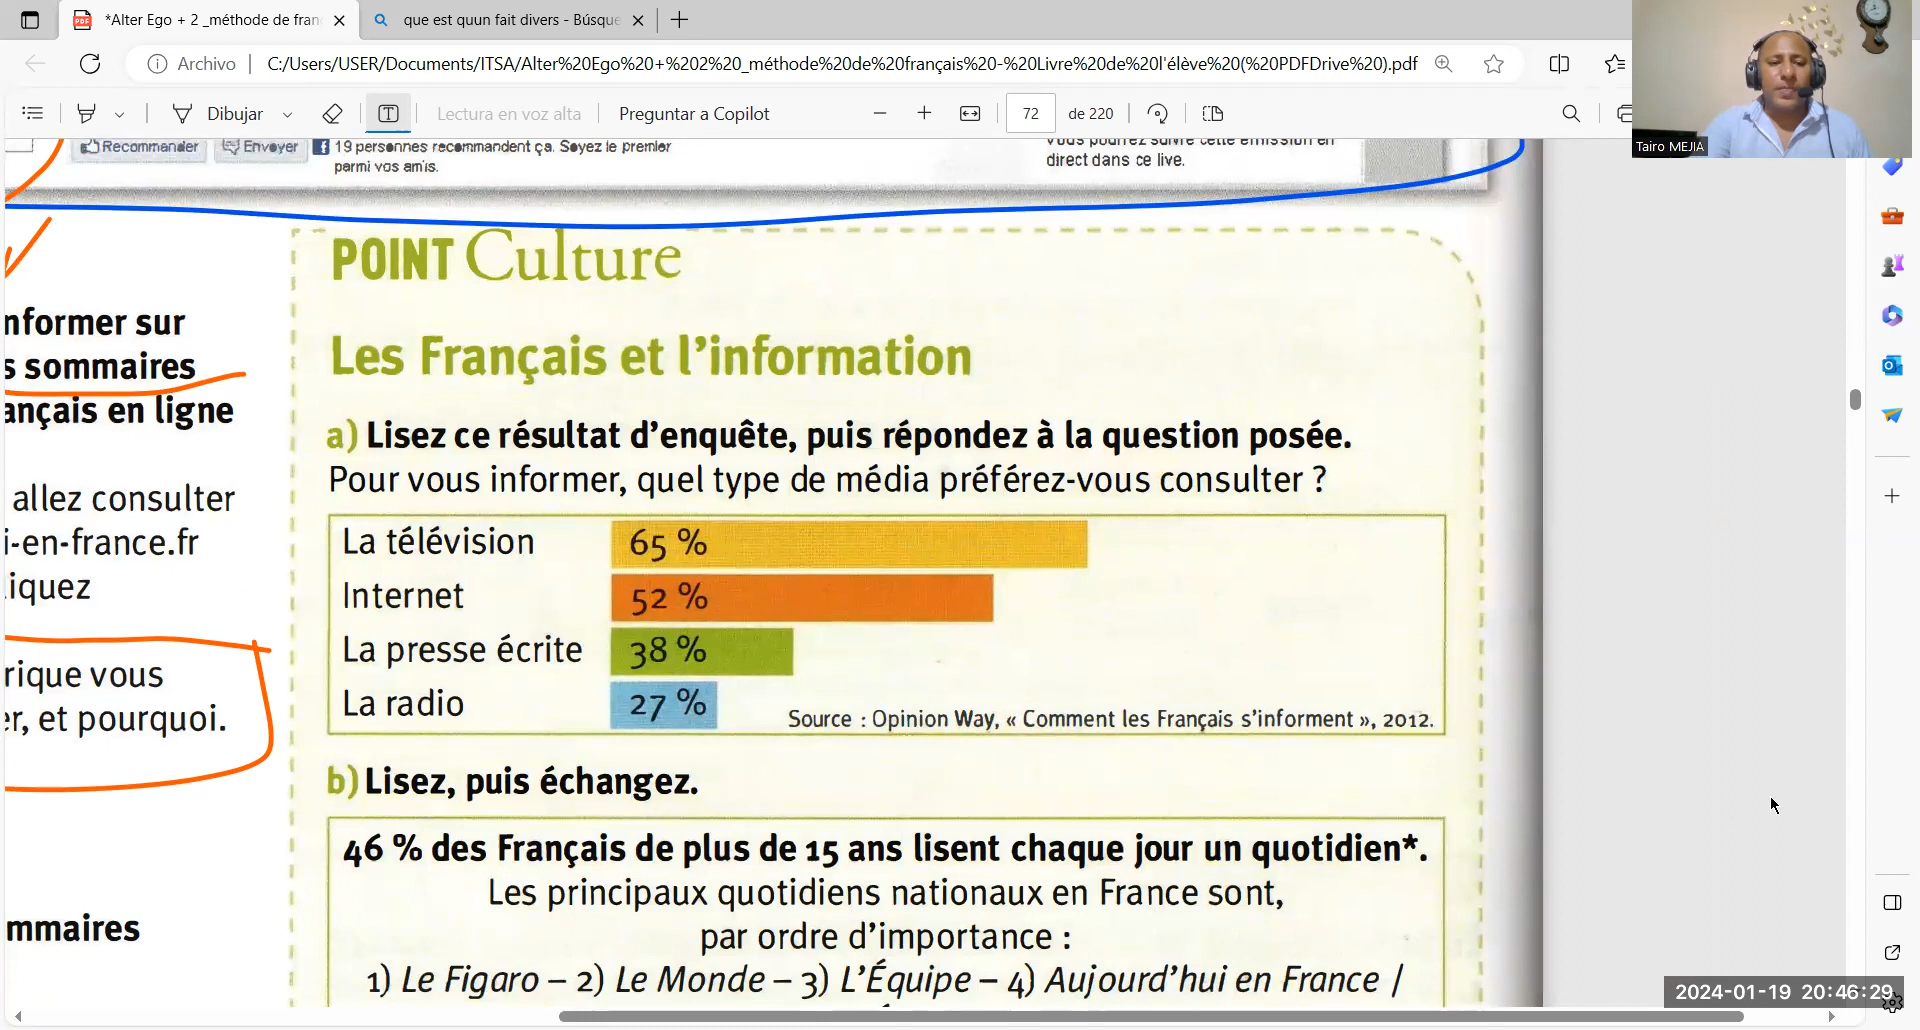 *Alter Ego + 2 _méthode de fran
que est quun fait divers - Búsque
Archivo
C:/Users/USER/Documents/ITSA/Alter%20Ego%20+%202%20_méthode%20de%20français%20-%20Livre%20de%20l'élève%20(%20PDFDrive%20).pdf
Dibujar
Lectura en voz alta
Preguntar a Copilot
72 de 220
Tairo MEJIA
Recommander
Envoyer
19 personnes recommandent ça. Soyez le premier
parmi vos amis.
vous pourrez suivre cette émission en
direct dans ce live.
nformer sur
s sommaires
ançais en ligne
allez consulter
i-en-france.fr
iquez
rique vous
er, et pourquoi.
mmaires
POINT Culture
Les Français et l'information
a) Lisez ce résultat d'enquête, puis répondez à la question posée.
Pour vous informer, quel type de média préférez-vous consulter ?
La télévision 65 %
Internet 52 %
La presse écrite 38 %
La radio 27 %
Source : Opinion Way, « Comment les Français s'informent », 2012.
b) Lisez, puis échangez.
46 % des Français de plus de 15 ans lisent chaque jour un quotidien*.
Les principaux quotidiens nationaux en France sont,
par ordre d'importance :
1) Le Figaro – 2) Le Monde – 3) L'Équipe – 4) Aujourd'hui en France /
2024-01-19 20:46:29